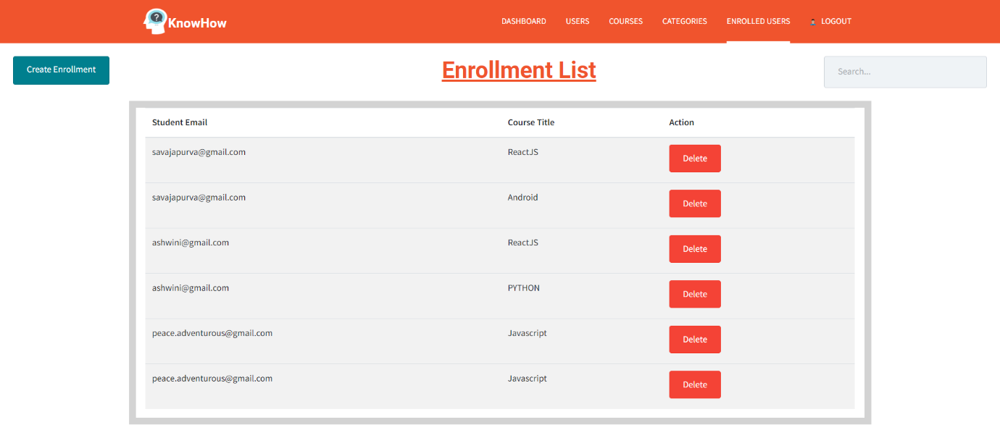 ?
KnowHow
DASHBOARD USERS COURSES CATEGORIES ENROLLED USERS LOGOUT
Create Enrollment
Enrollment List
Search...
Student Email Course Title Action
savajapurva@gmail.com ReactJS Delete
savajapurva@gmail.com Android Delete
ashwini@gmail.com ReactJS Delete
ashwini@gmail.com PYTHON Delete
peace.adventurous@gmail.com Javascript Delete
peace.adventurous@gmail.com Javascript Delete